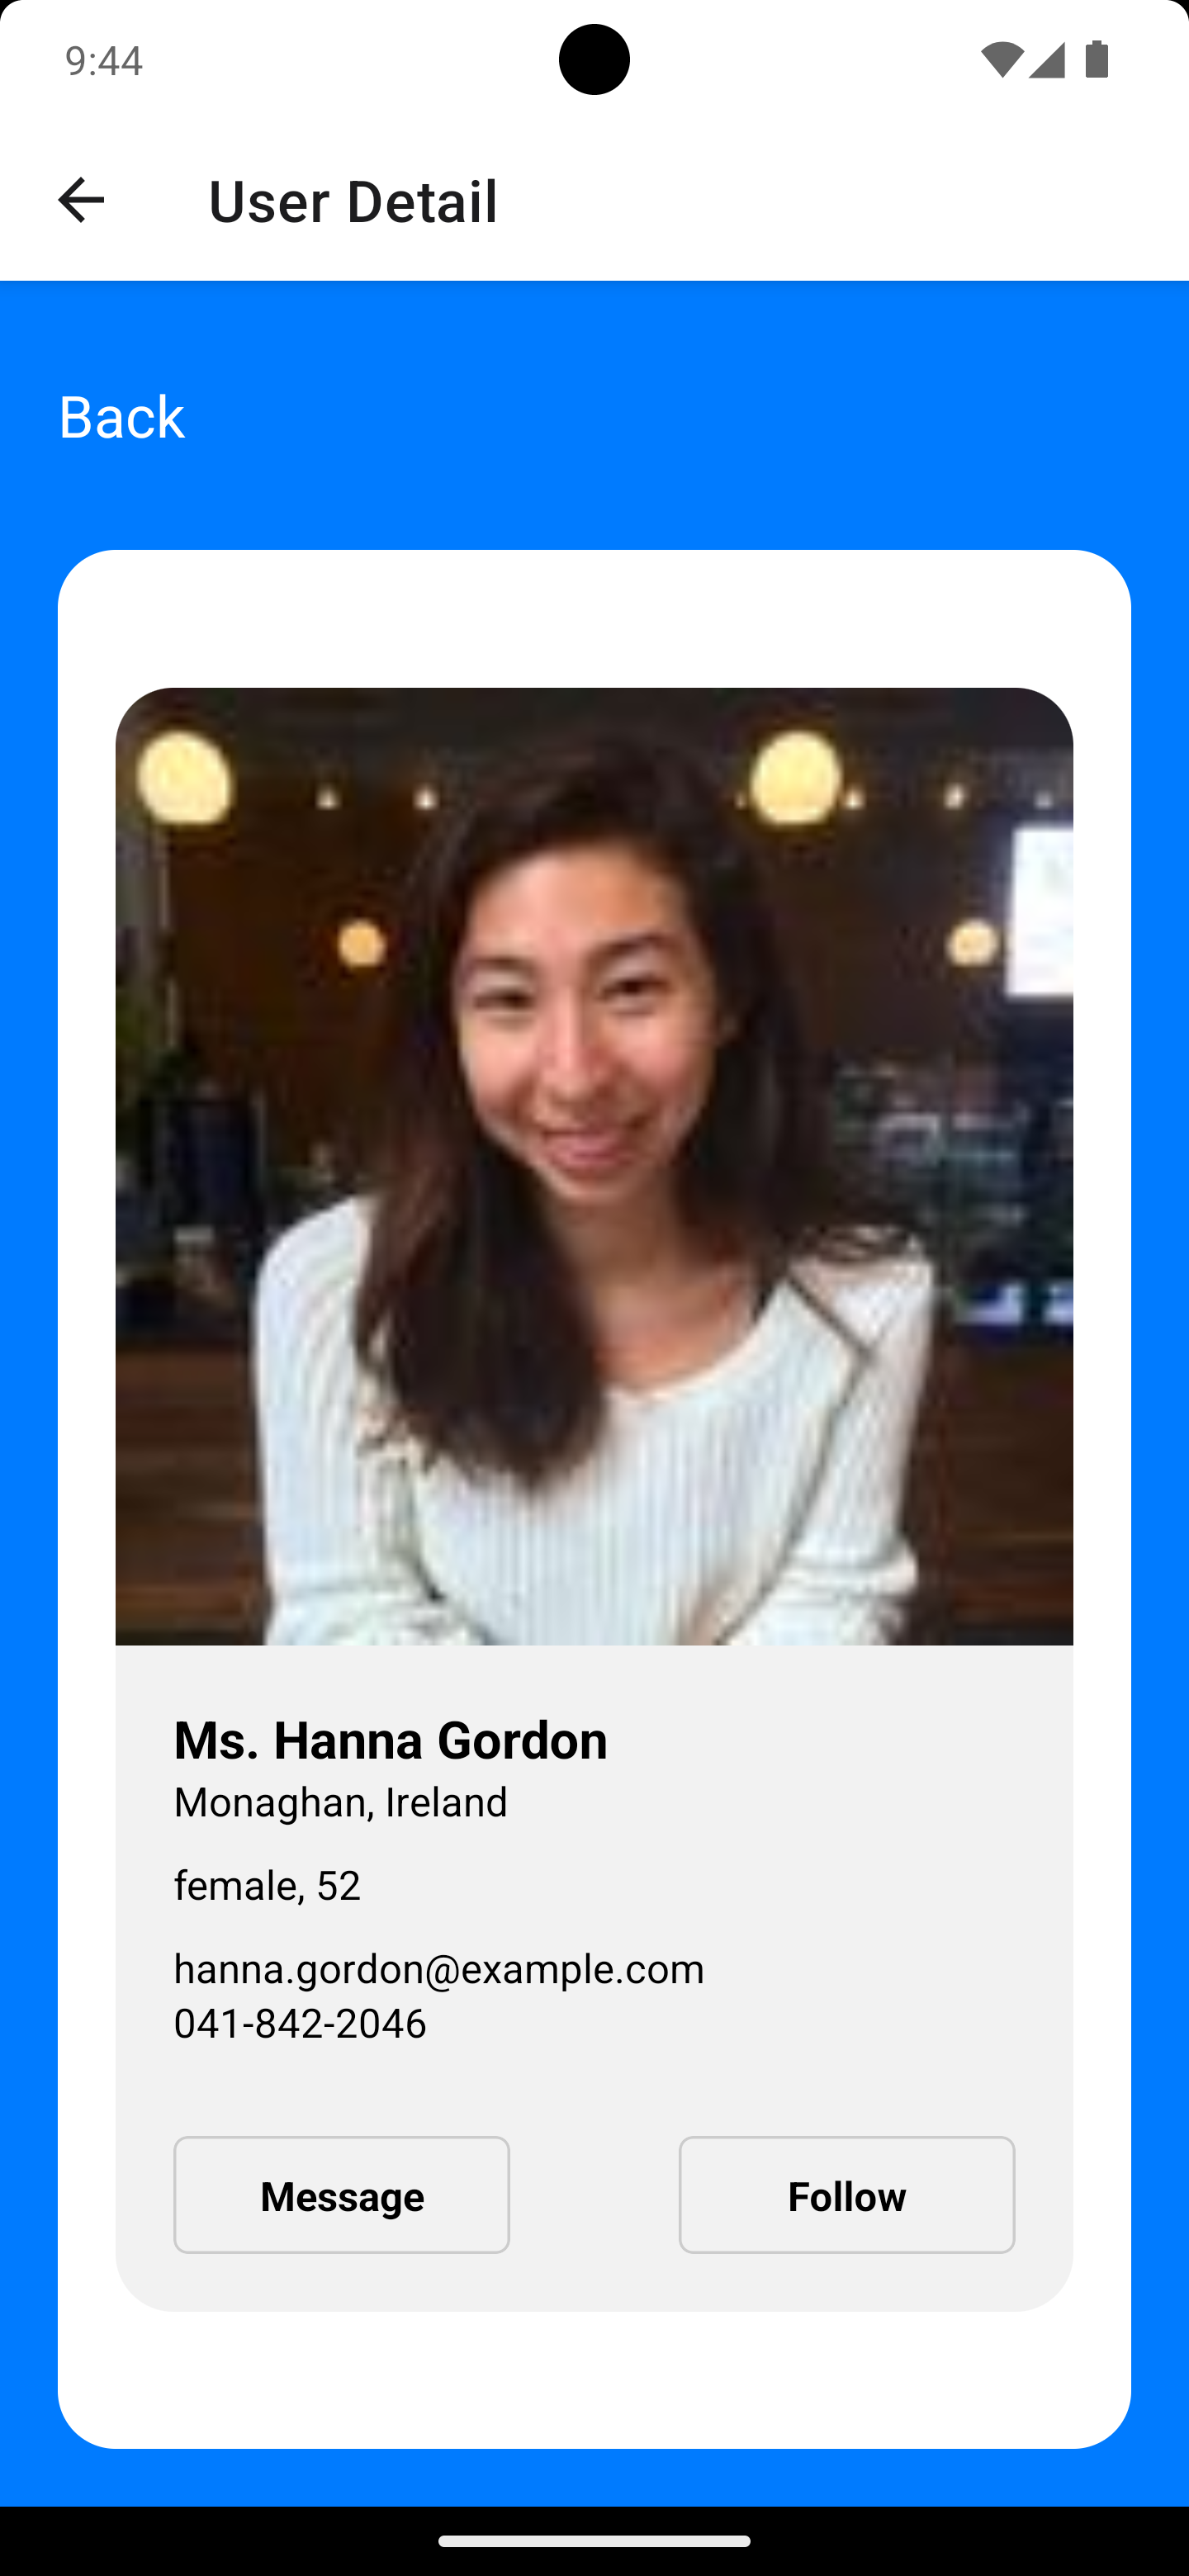 9:44
User Detail
Back
Ms. Hanna Gordon
Monaghan, Ireland
female, 52
hanna.gordon@example.com
041-842-2046
Message
Follow